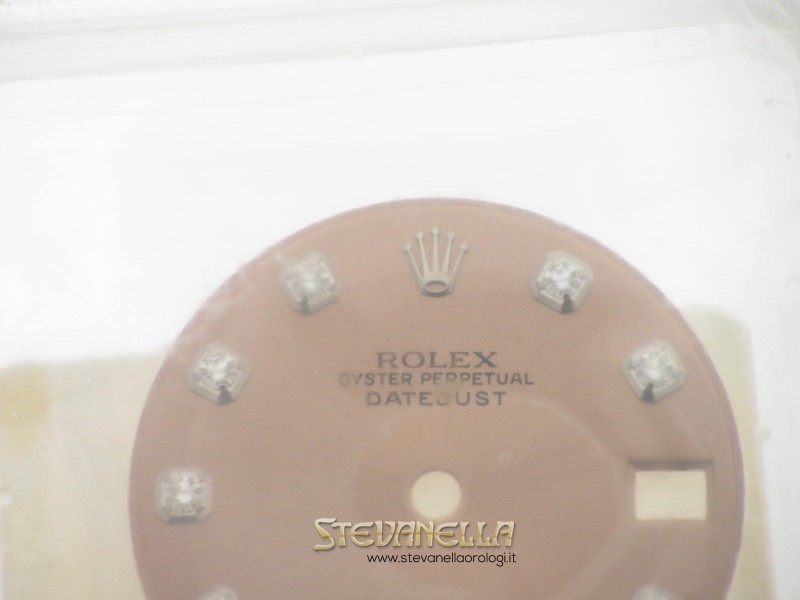 ROLEX
OYSTER PERPETUAL
DATEJUST
STEVANELLA
www.stevanellaorologi.it